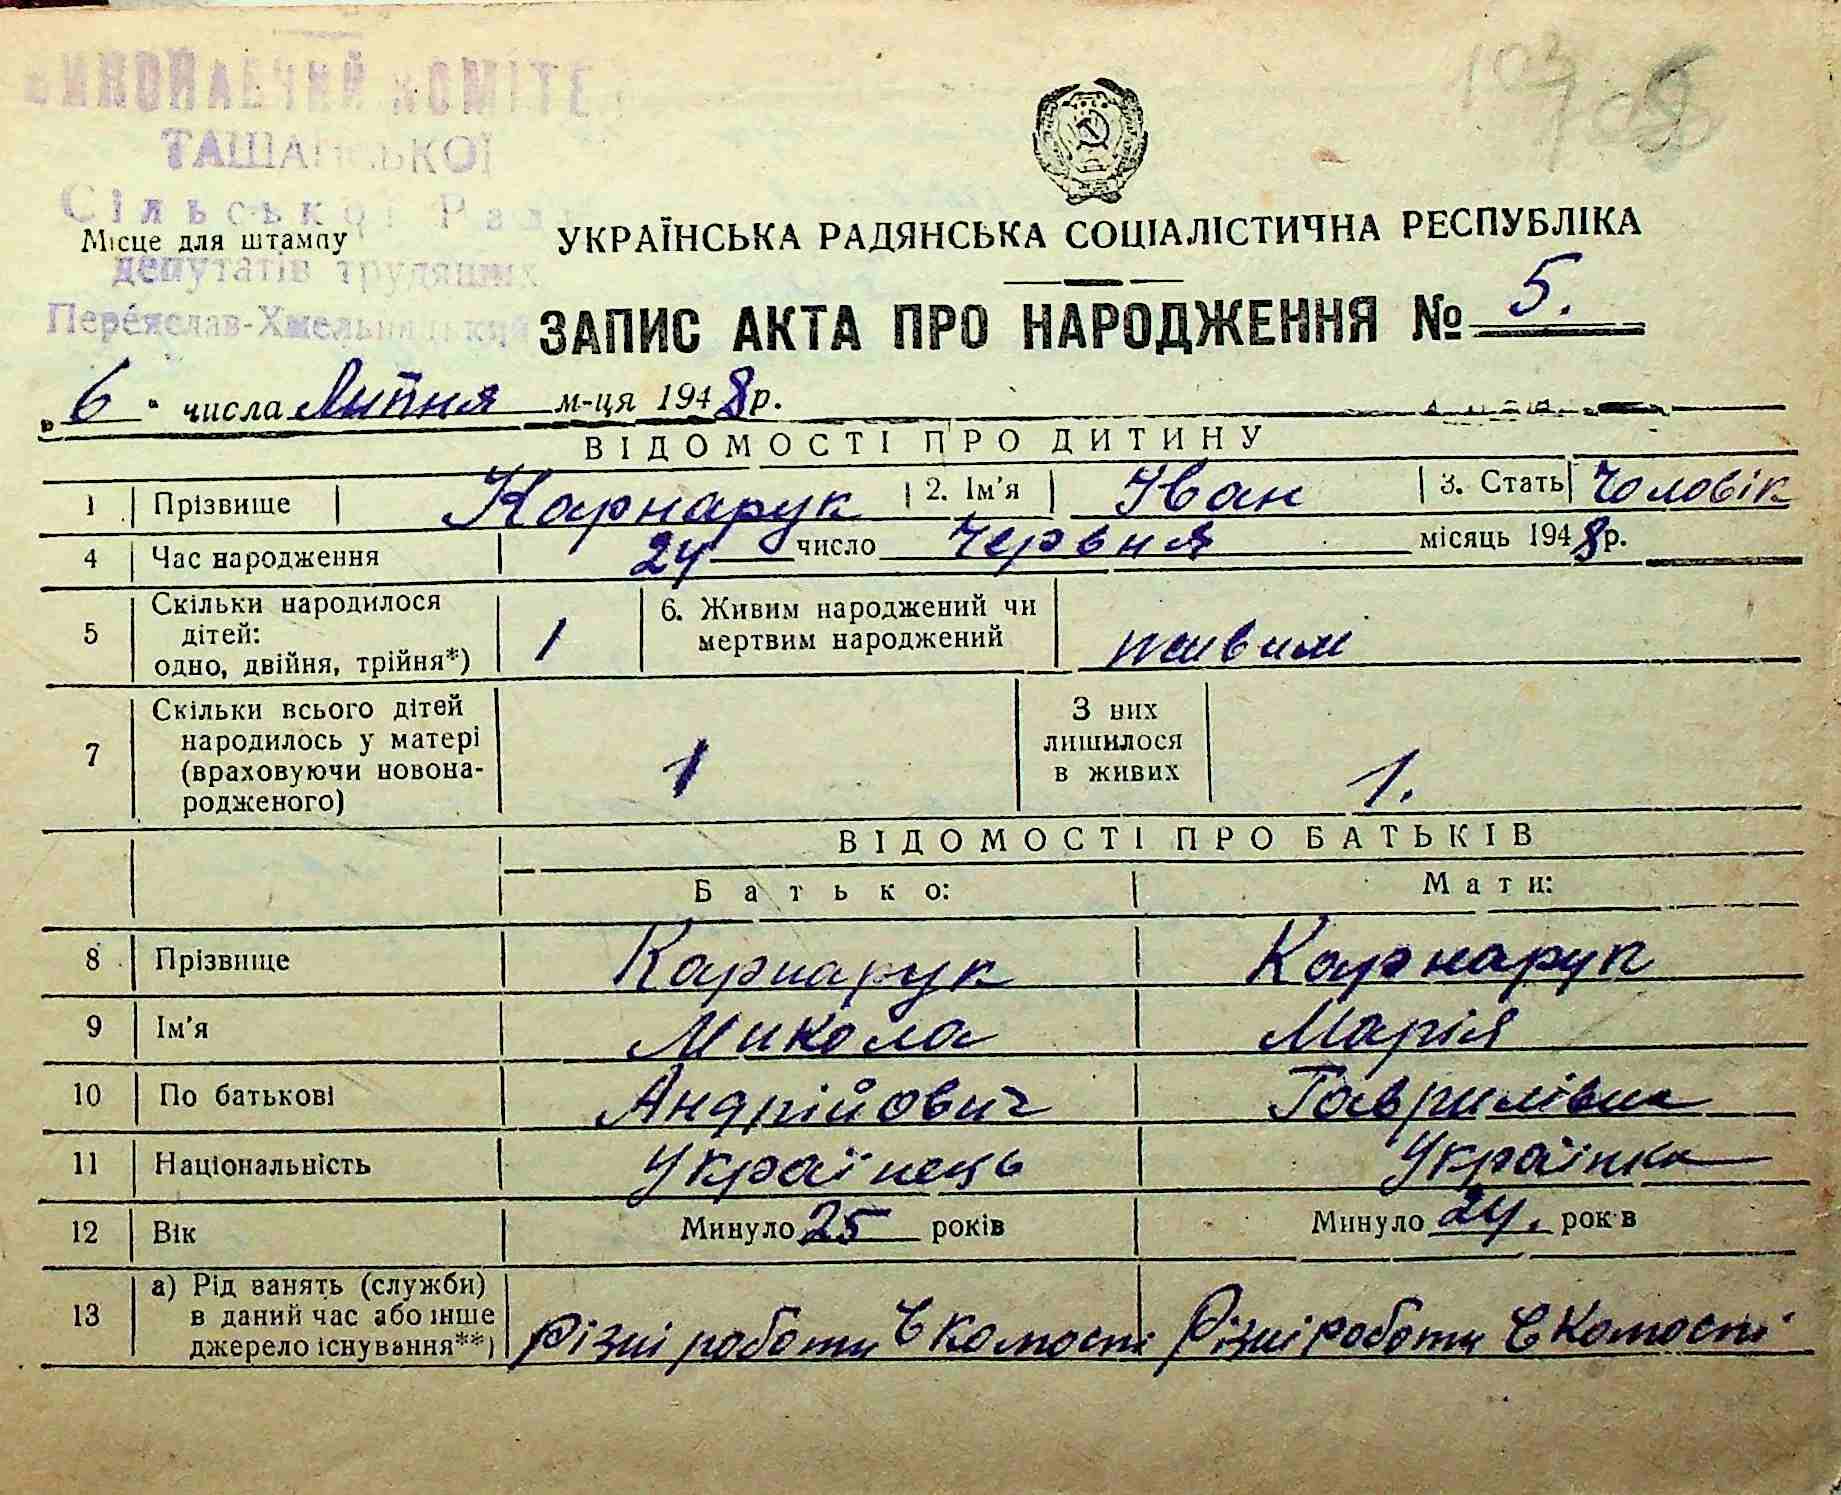 ВИКОНАВЧИЙ КОМІТЕ
ТАШАНСЬКОЇ
Сільської Рад
депутатів трудящих
Переяслав-Хмельницький
Місце для штампу
УКРАЇНСЬКА РАДЯНСЬКА СОЦІАЛІСТИЧНА РЕСПУБЛІКА
ЗАПИС АКТА ПРО НАРОДЖЕННЯ № 5.
„6" числа Липня м-ця 1948р.
ВІДОМОСТІ ПРО ДИТИНУ
1 Прізвище Карнарук 2. Ім'я Іван 3. Стать Чоловік
4 Час народження 24 число Червня місяць 1948р.
5 Скільки народилося дітей: одно, двійня, трійня*) 1 6. Живим народжений чи мертвим народжений живим
7 Скільки всього дітей народилось у матері (враховуючи новонародженого) 1 З них лишилося в живих 1.
ВІДОМОСТІ ПРО БАТЬКІВ
Батько: Мати:
8 Прізвище Карнарук Карнарук
9 Ім'я Микола Марія
10 По батькові Андрійович Гаврилівна
11 Національність Українець Українка
12 Вік Минуло 25 років Минуло 24. років
13 а) Рід занять (служби) в даний час або інше джерело існування**) Різні роботи Різні роботи